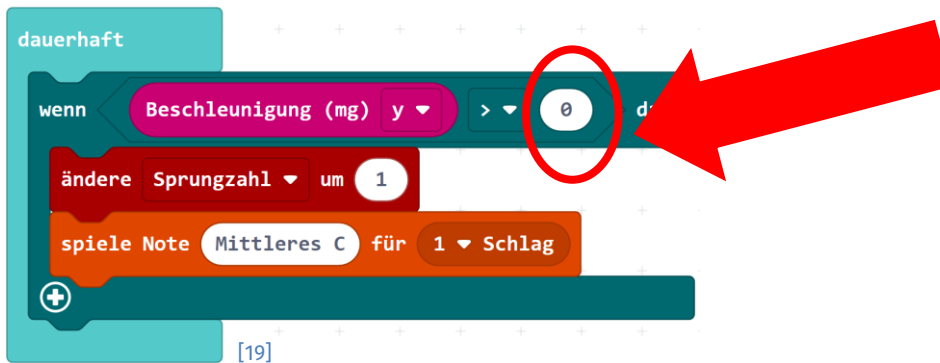 dauerhaft
wenn Beschleunigung (mg) y > 0
ändere Sprungzahl um 1
spiele Note Mittleres C für 1 Schlag
[19]